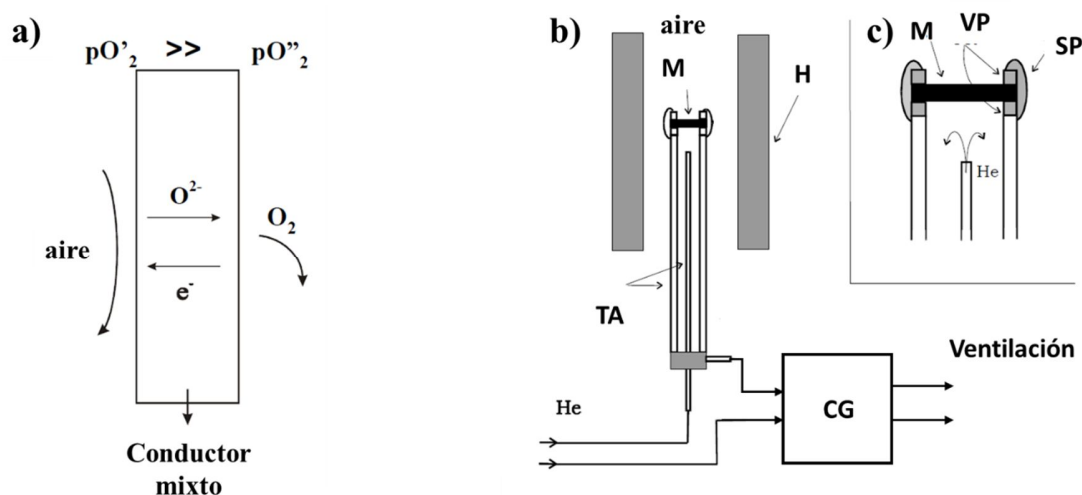 a)
pO'₂ >> pO"₂
O²⁻
O₂
aire
e⁻
Conductor
mixto
b)
aire
M
H
TA
He
CG
Ventilación
c)
M
VP
SP
He